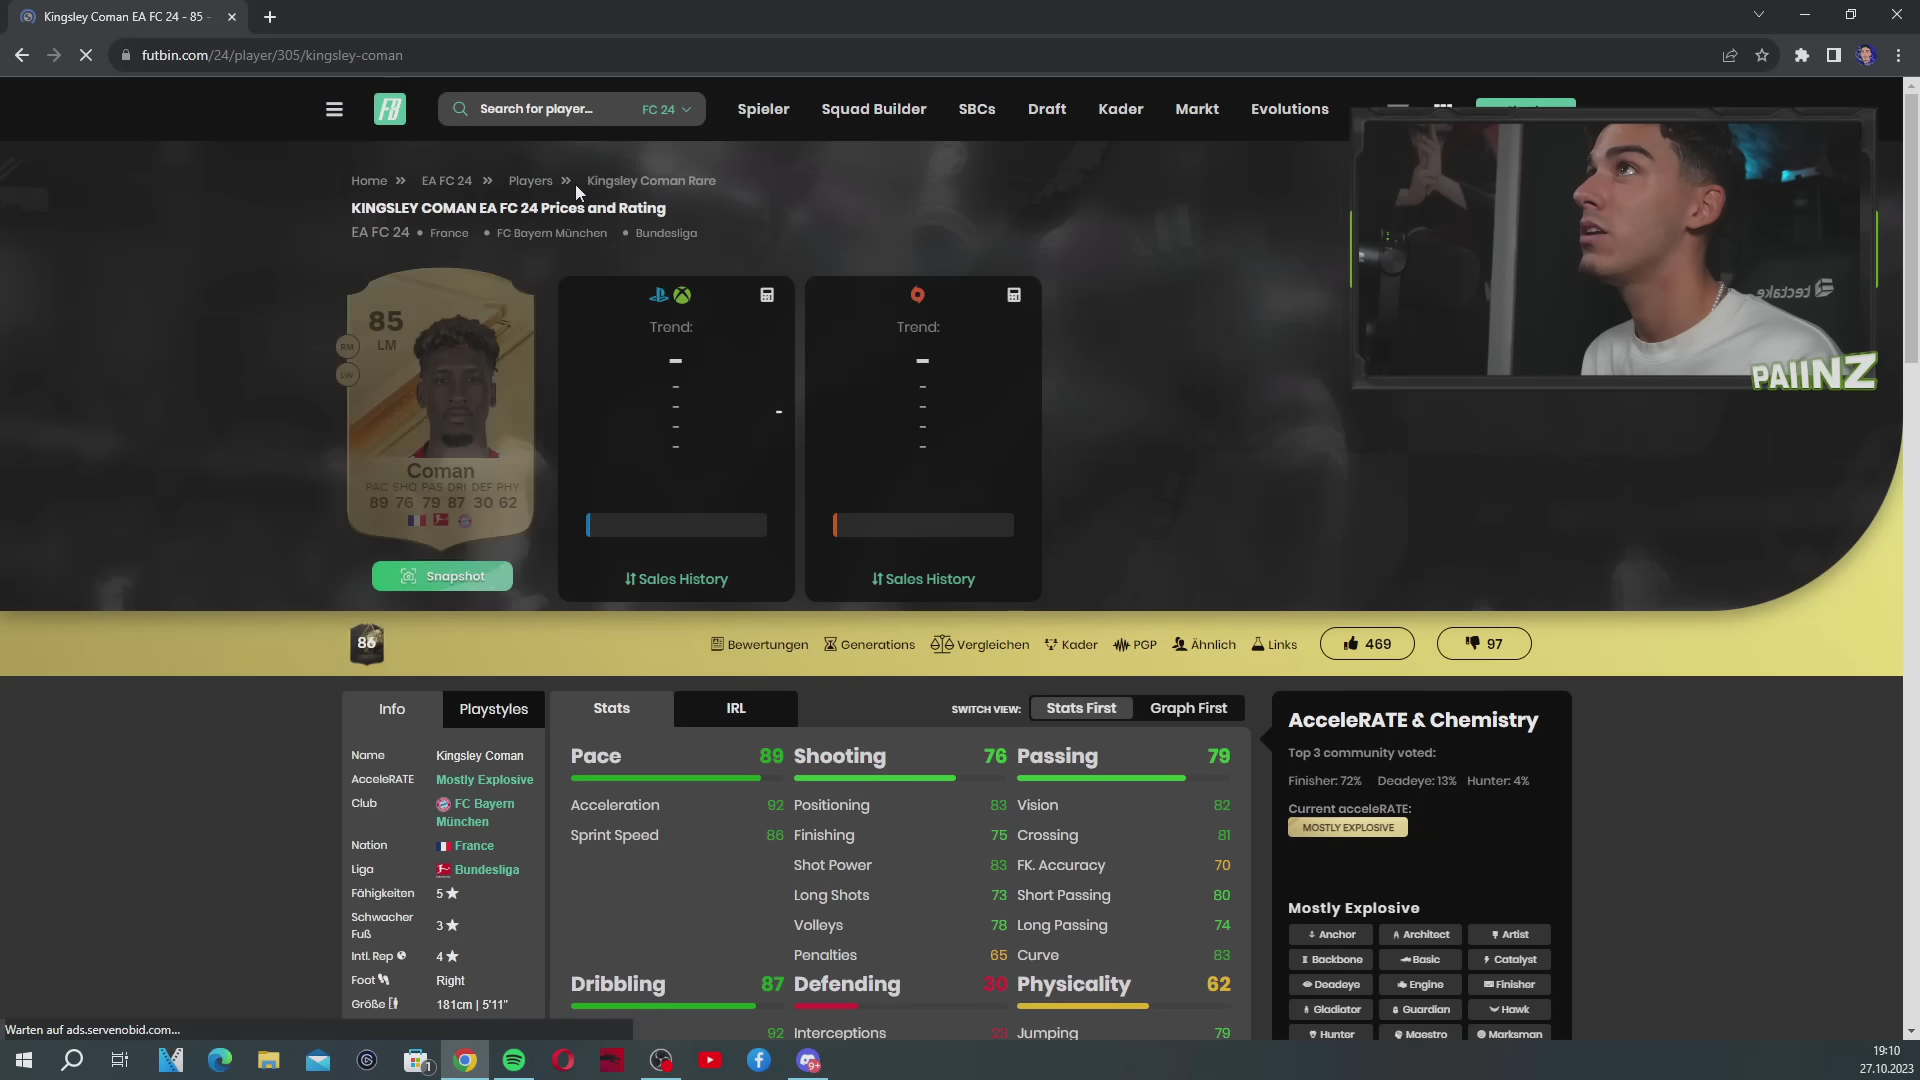 Kingsley Coman EA FC 24 - 85 -
futbin.com/24/player/305/kingsley-coman
FB
Search for player...
FC 24
Spieler
Squad Builder
SBCs
Draft
Kader
Markt
Evolutions
Home » EA FC 24 » Players » Kingsley Coman Rare
KINGSLEY COMAN EA FC 24 Prices and Rating
EA FC 24 • France • FC Bayern München • Bundesliga
85
LM
RM
LW
Coman
PAC SHO PAS DRI DEF PHY
89 76 79 87 30 62
Snapshot
Trend:
-
-
-
-
-
-
Sales History
Trend:
-
-
-
-
-
Sales History
tectake
PAIINZ
86
Bewertungen
Generations
Vergleichen
Kader
PGP
Ähnlich
Links
469
97
Info
Playstyles
Name Kingsley Coman
AcceleRATE Mostly Explosive
Club FC Bayern
München
Nation France
Liga Bundesliga
Fähigkeiten 5 ★
Schwacher
Fuß 3 ★
Intl. Rep 4 ★
Foot Right
Größe 181cm | 5'11"
Stats
IRL
SWITCH VIEW:
Stats First
Graph First
Pace 89
Acceleration 92
Sprint Speed 86
Shooting 76
Positioning 83
Finishing 75
Shot Power 83
Long Shots 73
Volleys 78
Penalties 65
Passing 79
Vision 82
Crossing 81
FK. Accuracy 70
Short Passing 80
Long Passing 74
Curve 83
Dribbling 87
92
Defending 30
Interceptions 23
Physicality 62
Jumping 79
AcceleRATE & Chemistry
Top 3 community voted:
Finisher: 72% Deadeye: 13% Hunter: 4%
Current acceleRATE:
MOSTLY EXPLOSIVE
Mostly Explosive
Anchor Architect Artist
Backbone Basic Catalyst
Deadeye Engine Finisher
Gladiator Guardian Hawk
Hunter Maestro Marksman
Warten auf ads.servenobid.com...
1
9+
19:10
27.10.2023